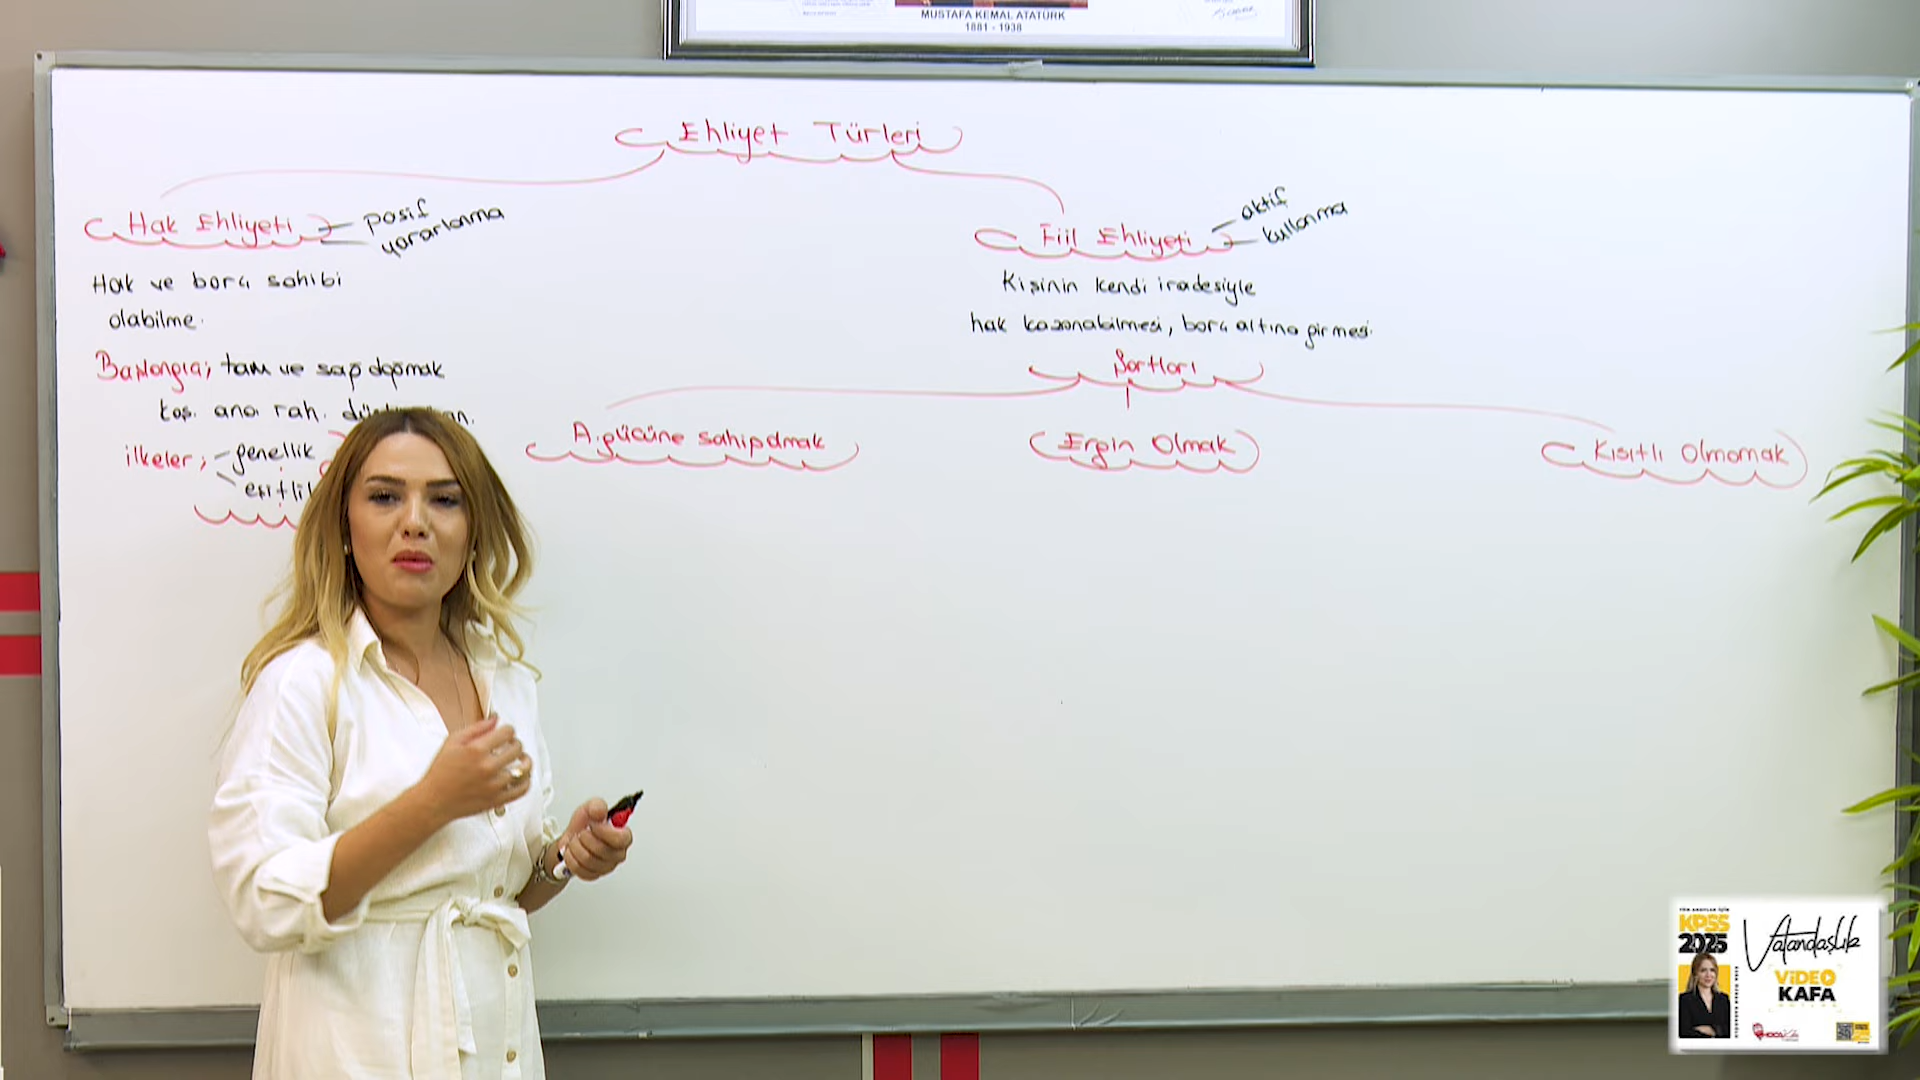 MUSTAFA KEMAL ATATÜRK
1881 - 1938
Ehliyet Türleri
Hak Ehliyeti
pasif
yararlanma
Hak ve borç sahibi
olabilme.
Başlangıcı; tam ve sağ doğmak
Koş. ana rah.
ilkeler; genellik
eşitlik
Fiil Ehliyeti
aktif
kullanma
Kişinin kendi iradesiyle
hak kazanabilmesi, borç altına girmesi.
Şartları
A. gücüne sahip olmak
Ergin Olmak
Kısıtlı Olmamak
KPSS
2025
Vatandaşlık
VİDEO
KAFA